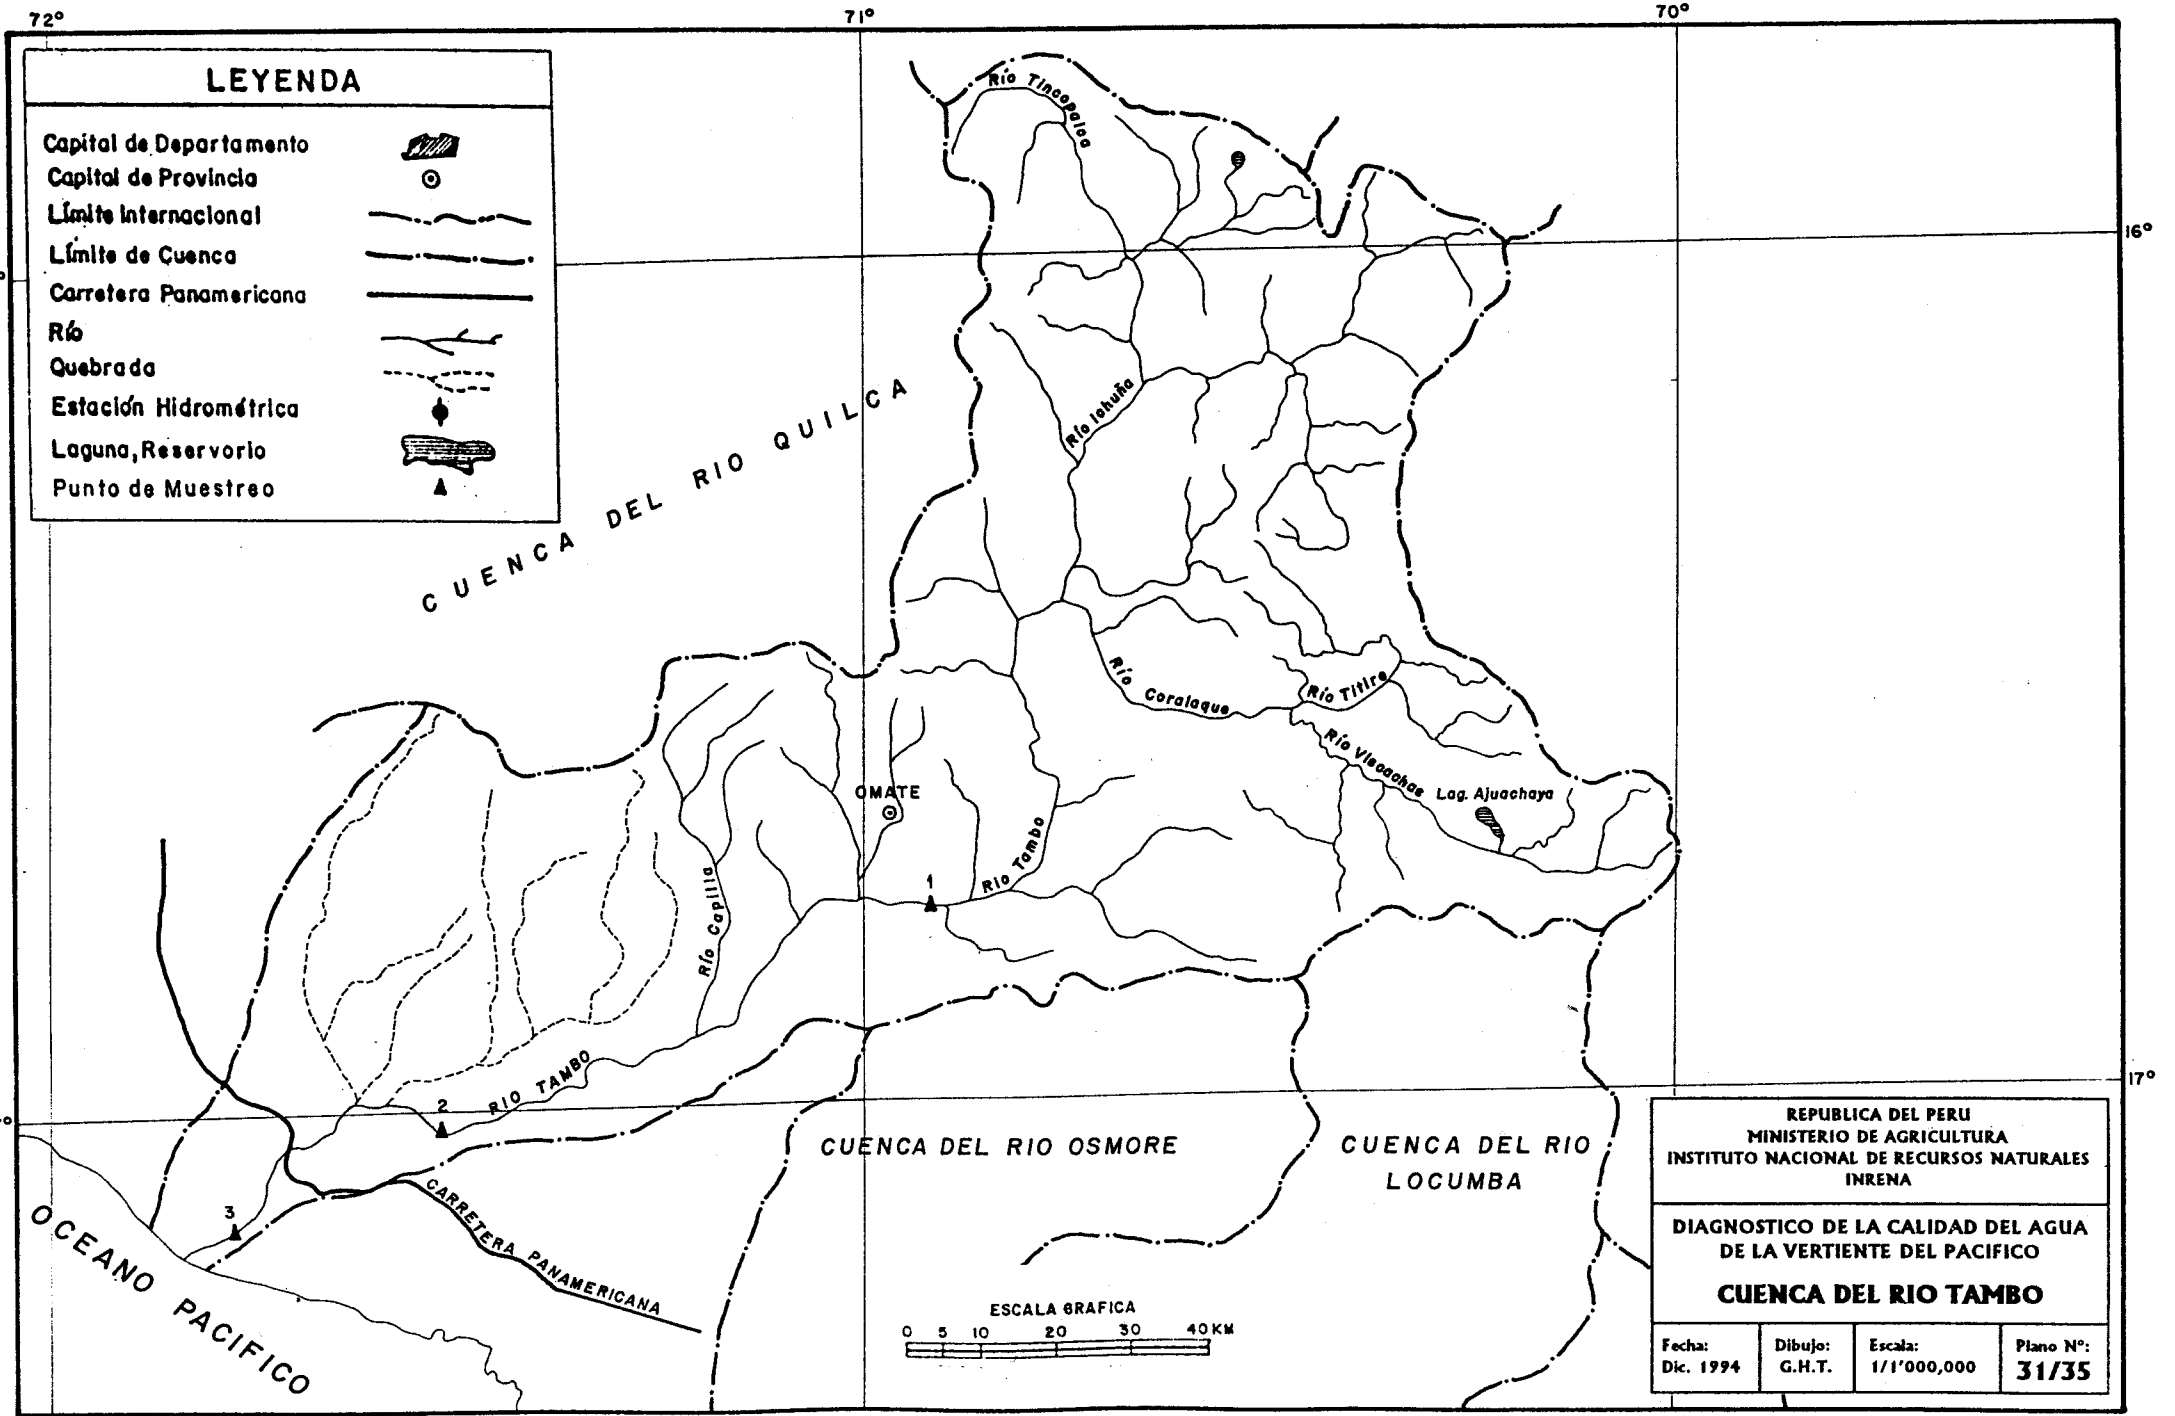 72°
71°
70°
LEYENDA
Capital de Departamento
Capital de Provincia
Límite Internacional
Límite de Cuenca
Carretera Panamericana
Río
Quebrada
Estación Hidrométrica
Laguna, Reservorio
Punto de Muestreo
16°
17°
Río Tincopalca
Río Ichuña
CUENCA DEL RIO QUILCA
Río Coralaque
Río Titire
Río Viscachas
Lag. Ajuachaya
OMATE
Rio Tambo
1
Río Capilla
RIO TAMBO
2
3
CUENCA DEL RIO OSMORE
CUENCA DEL RIO
LOCUMBA
CARRETERA PANAMERICANA
OCEANO PACIFICO
ESCALA GRAFICA
0 5 10 20 30 40 KM
REPUBLICA DEL PERU
MINISTERIO DE AGRICULTURA
INSTITUTO NACIONAL DE RECURSOS NATURALES
INRENA
DIAGNOSTICO DE LA CALIDAD DEL AGUA
DE LA VERTIENTE DEL PACIFICO
CUENCA DEL RIO TAMBO
Fecha:
Dic. 1994
Dibujo:
G.H.T.
Escala:
1/1'000,000
Plano N°:
31/35